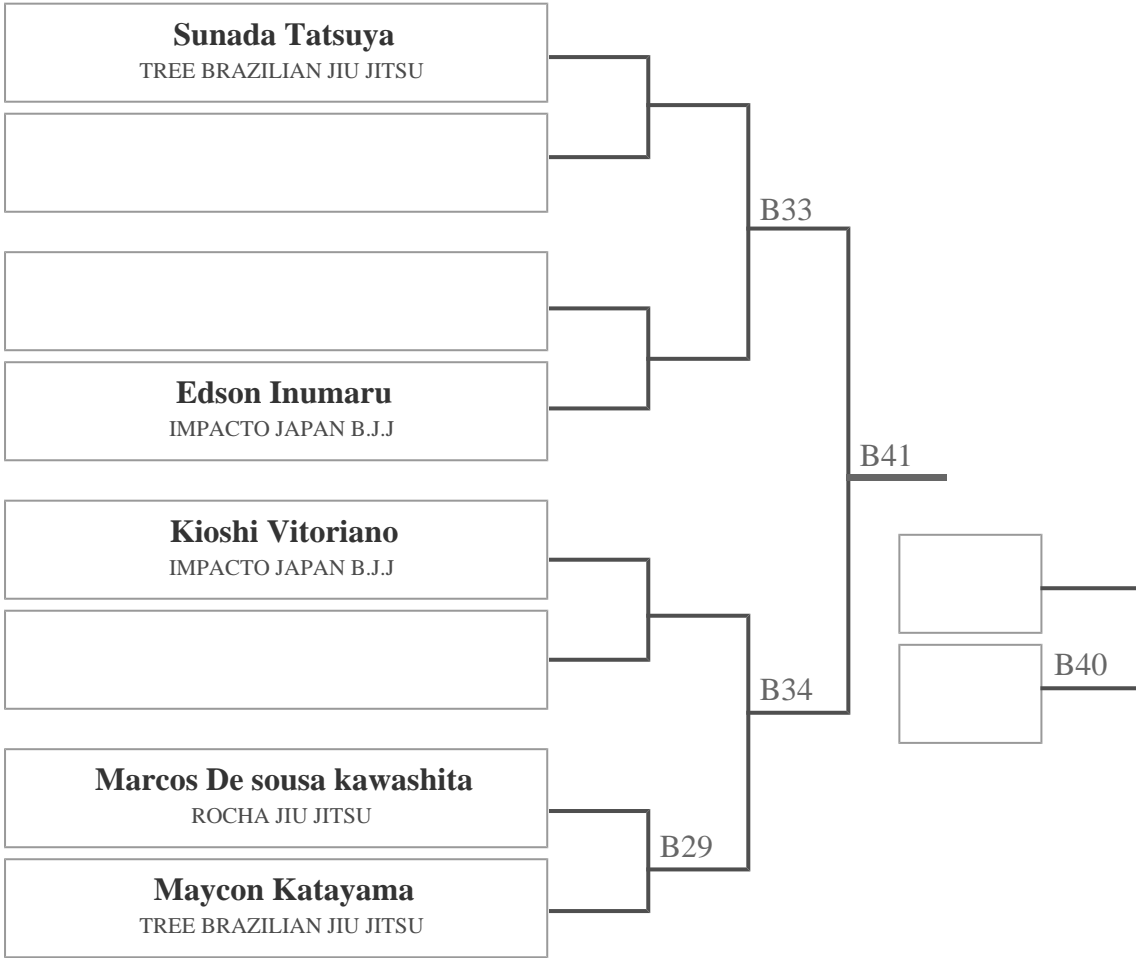 Sunada Tatsuya
TREE BRAZILIAN JIU JITSU
B33
Edson Inumaru
IMPACTO JAPAN B.J.J
B41
Kioshi Vitoriano
IMPACTO JAPAN B.J.J
B40
B34
Marcos De sousa kawashita
ROCHA JIU JITSU
B29
Maycon Katayama
TREE BRAZILIAN JIU JITSU